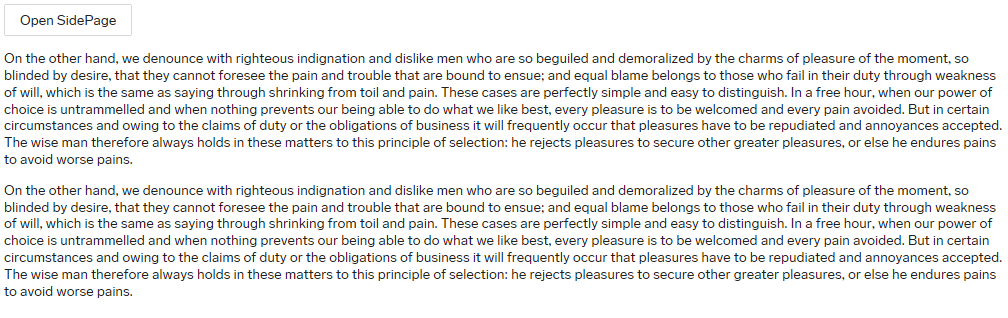 Open SidePage
On the other hand, we denounce with righteous indignation and dislike men who are so beguiled and demoralized by the charms of pleasure of the moment, so
blinded by desire, that they cannot foresee the pain and trouble that are bound to ensue; and equal blame belongs to those who fail in their duty through weakness
of will, which is the same as saying through shrinking from toil and pain. These cases are perfectly simple and easy to distinguish. In a free hour, when our power of
choice is untrammelled and when nothing prevents our being able to do what we like best, every pleasure is to be welcomed and every pain avoided. But in certain
circumstances and owing to the claims of duty or the obligations of business it will frequently occur that pleasures have to be repudiated and annoyances accepted.
The wise man therefore always holds in these matters to this principle of selection: he rejects pleasures to secure other greater pleasures, or else he endures pains
to avoid worse pains.
On the other hand, we denounce with righteous indignation and dislike men who are so beguiled and demoralized by the charms of pleasure of the moment, so
blinded by desire, that they cannot foresee the pain and trouble that are bound to ensue; and equal blame belongs to those who fail in their duty through weakness
of will, which is the same as saying through shrinking from toil and pain. These cases are perfectly simple and easy to distinguish. In a free hour, when our power of
choice is untrammelled and when nothing prevents our being able to do what we like best, every pleasure is to be welcomed and every pain avoided. But in certain
circumstances and owing to the claims of duty or the obligations of business it will frequently occur that pleasures have to be repudiated and annoyances accepted.
The wise man therefore always holds in these matters to this principle of selection: he rejects pleasures to secure other greater pleasures, or else he endures pains
to avoid worse pains.